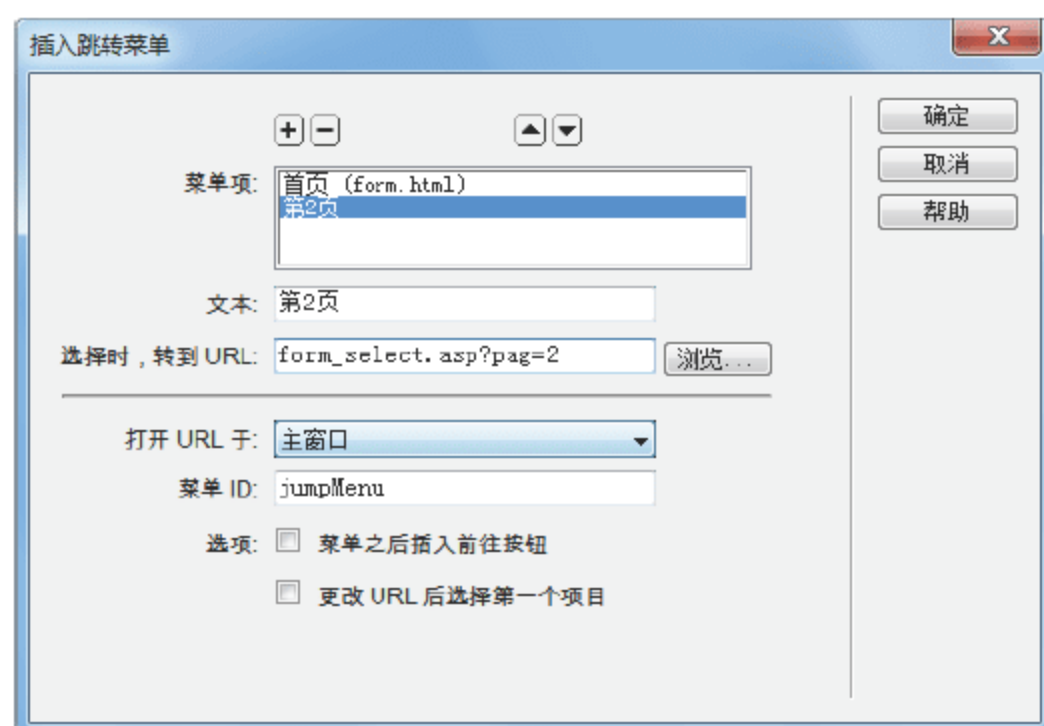 插入跳转菜单
确定
取消
帮助
菜单项:
首页 (form.html)
第2页
文本: 第2页
选择时，转到 URL: form_select.asp?pag=2 浏览...
打开 URL 于: 主窗口
菜单 ID: jumpMenu
选项: 菜单之后插入前往按钮
更改 URL 后选择第一个项目